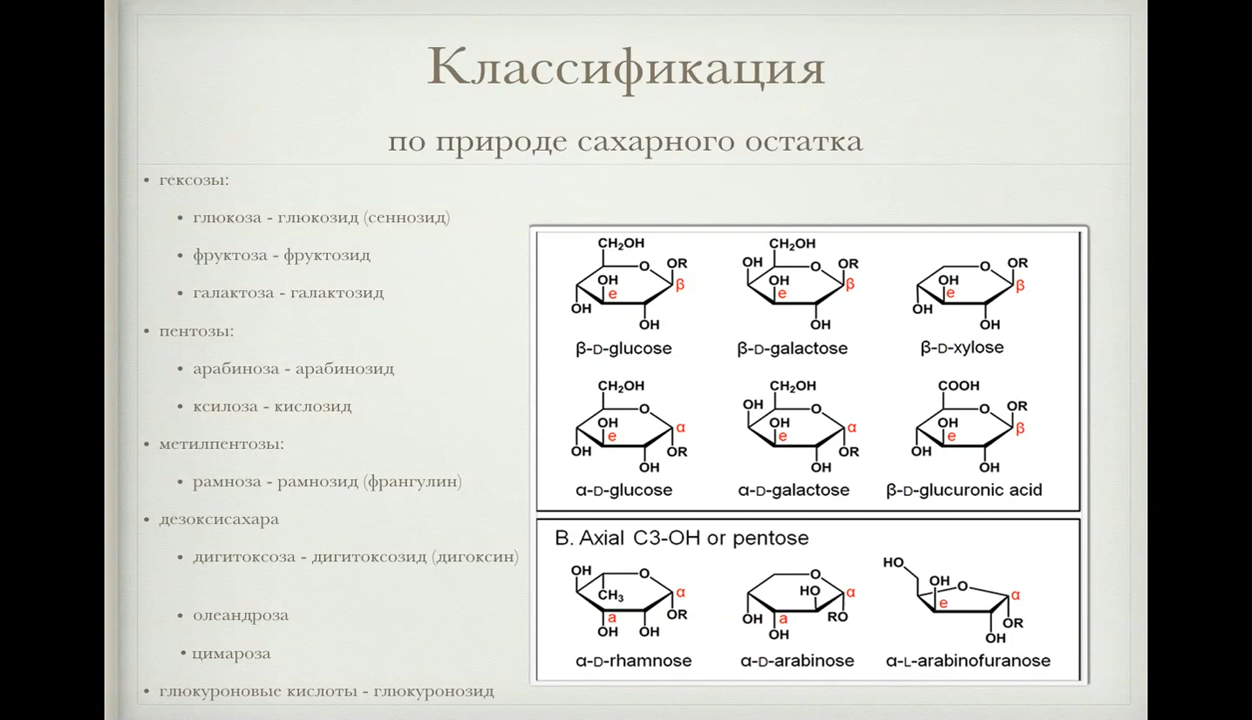 Классификация
по природе сахарного остатка
• гексозы:
• глюкоза - глюкозид (сеннозид)
• фруктоза - фруктозид
• галактоза - галактозид
• пентозы:
• арабиноза - арабинозид
• ксилоза - кислозид
• метилпентозы:
• рамноза - рамнозид (франгулин)
• дезоксисахара
• дигитоксоза - дигитоксозид (дигоксин)
• олеандроза
• цимароза
• глюкуроновые кислоты - глюкуронозид
CH₂OH
O
OR
OH
e
β
OH
OH
β-D-glucose
CH₂OH
OH
O
OR
OH
e
β
OH
β-D-galactose
O
OR
OH
e
β
OH
OH
β-D-xylose
CH₂OH
O
OH
e
α
OH
OR
OH
α-D-glucose
CH₂OH
OH
O
OH
e
α
OR
OH
α-D-galactose
COOH
O
OR
OH
e
β
OH
OH
β-D-glucuronic acid
B. Axial C3-OH or pentose
OH
O
CH₃
α
a
OR
OH
OH
α-D-rhamnose
O
HO
α
OH
a
RO
OH
α-D-arabinose
HO
OH
O
e
α
OR
OH
α-L-arabinofuranose